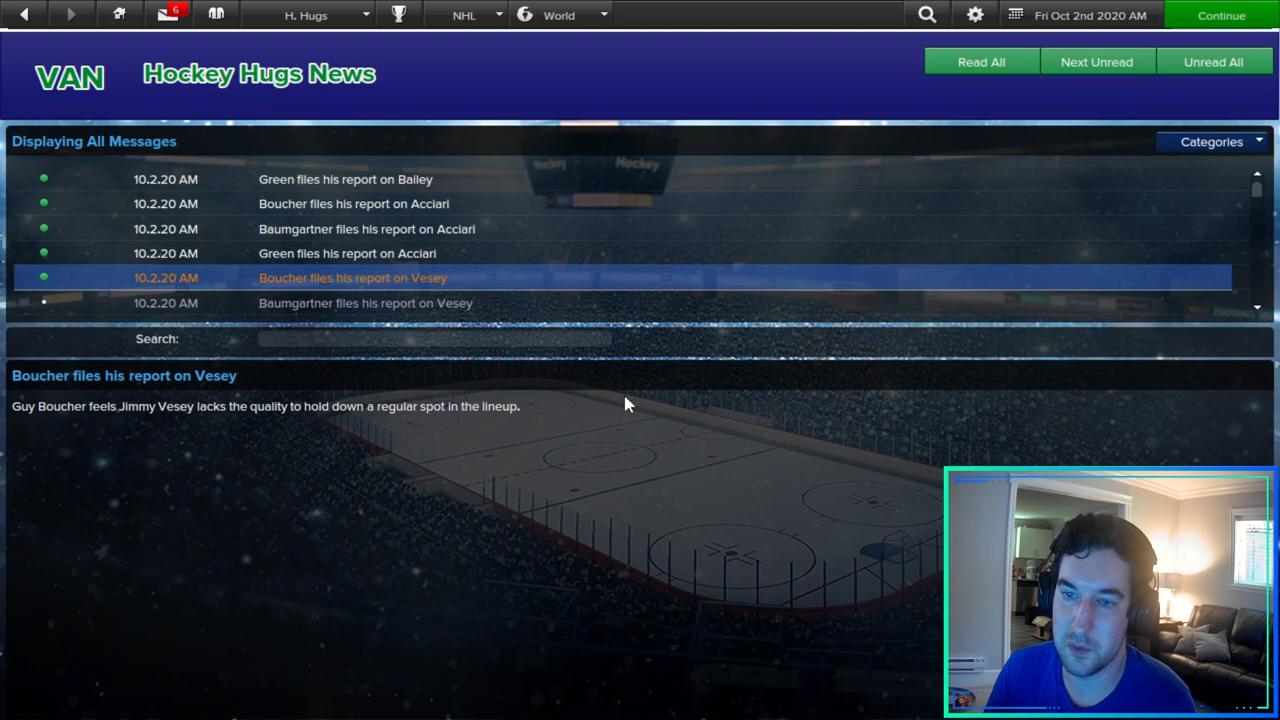 6
H. Hugs
NHL
World
Fri Oct 2nd 2020 AM
Continue
VAN
Hockey Hugs News
Read All
Next Unread
Unread All
Displaying All Messages
Categories
10.2.20 AM Green files his report on Bailey
10.2.20 AM Boucher files his report on Acciari
10.2.20 AM Baumgartner files his report on Acciari
10.2.20 AM Green files his report on Acciari
10.2.20 AM Boucher files his report on Vesey
10.2.20 AM Baumgartner files his report on Vesey
Search:
Boucher files his report on Vesey
Guy Boucher feels Jimmy Vesey lacks the quality to hold down a regular spot in the lineup.
Hockey
Hockey